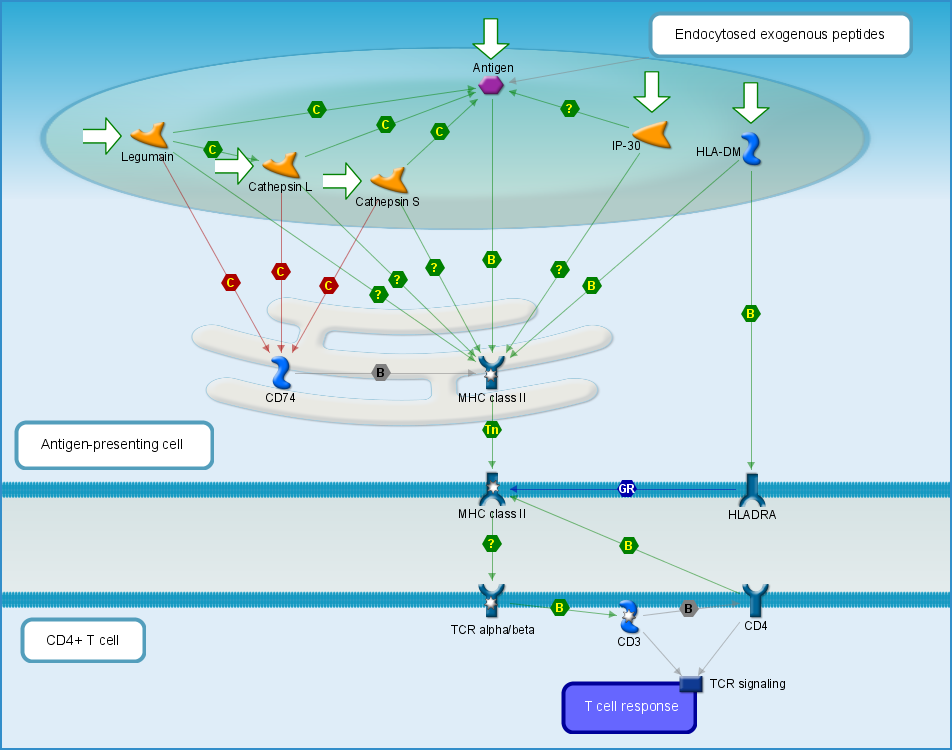 Endocytosed exogenous peptides
Antigen
C
?
C
C
IP-30
HLA-DM
C
Legumain
Cathepsin L
Cathepsin S
B
?
?
?
C
C
C
B
?
B
B
CD74
MHC class II
Tn
Antigen-presenting cell
GR
MHC class II
HLADRA
?
B
B
B
TCR alpha/beta
CD3
CD4
CD4+ T cell
TCR signaling
T cell response